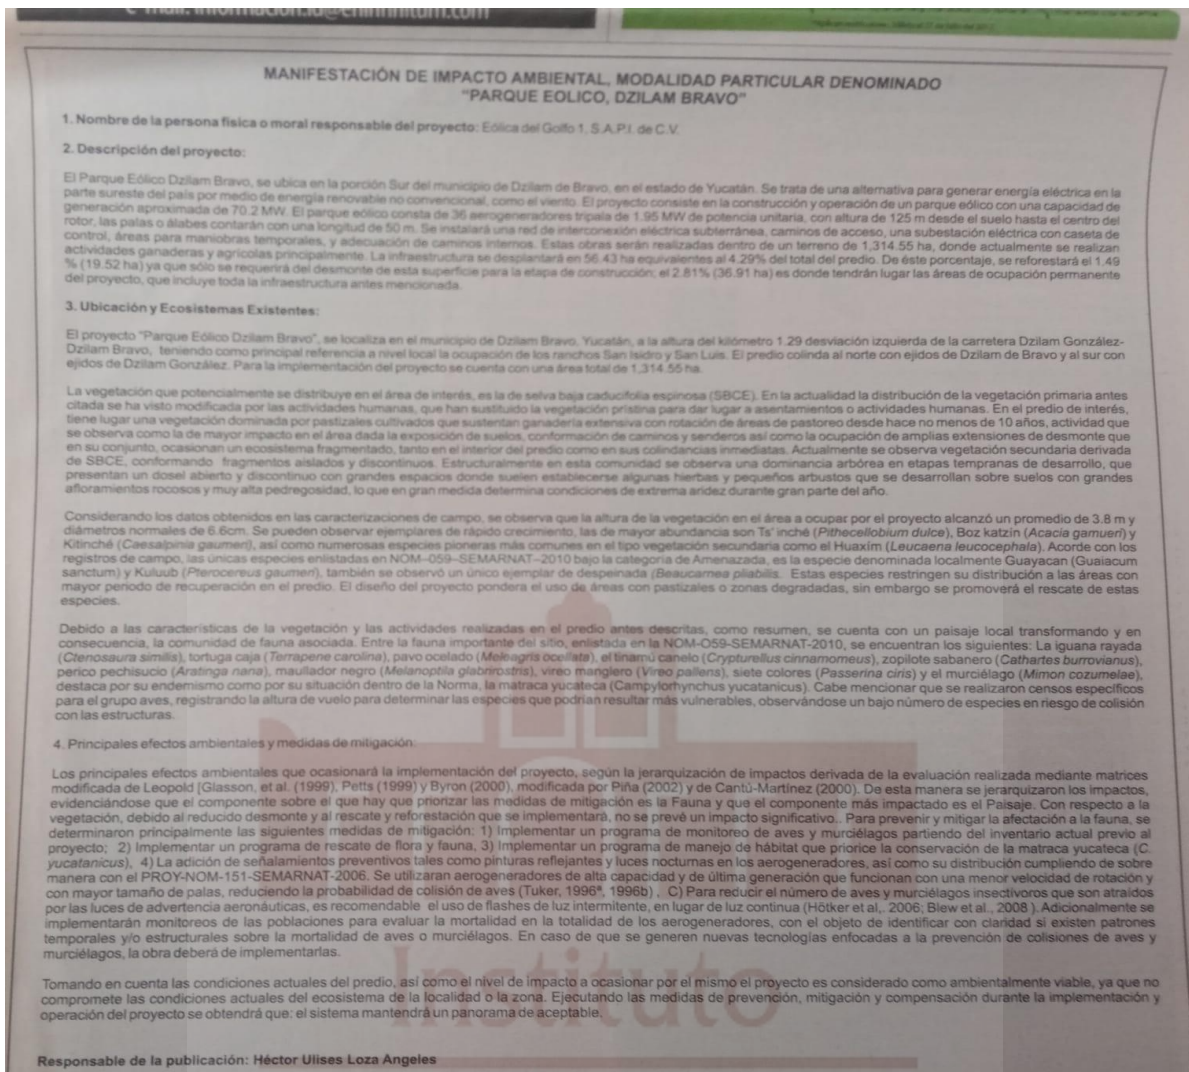 e-mail: informacion.id@eninfinitum.com
MANIFESTACIÓN DE IMPACTO AMBIENTAL, MODALIDAD PARTICULAR DENOMINADO
"PARQUE EOLICO, DZILAM BRAVO"
1. Nombre de la persona fisica o moral responsable del proyecto: Eólica del Golfo 1, S.A.P.I. de C.V.
2. Descripción del proyecto:
El Parque Eólico Dzilam Bravo, se ubica en la porción Sur del municipio de Dzilam de Bravo, en el estado de Yucatán. Se trata de una alternativa para generar energía eléctrica en la
parte sureste del país por medio de energía renovable no convencional, como el viento. El proyecto consiste en la construcción y operación de un parque eólico con una capacidad de
generación aproximada de 70.2 MW. El parque eólico consta de 36 aerogeneradores tripala de 1.95 MW de potencia unitaria, con altura de 125 m desde el suelo hasta el centro del
rotor, las palas o álabes contarán con una longitud de 50 m. Se instalará una red de interconexión eléctrica subterránea, caminos de acceso, una subestación eléctrica con caseta de
control, áreas para maniobras temporales, y adecuación de caminos internos. Estas obras serán realizadas dentro de un terreno de 1,314.55 ha, donde actualmente se realizan
actividades ganaderas y agrícolas principalmente. La infraestructura se desplantará en 56.43 ha equivalentes al 4.29% del total del predio. De éste porcentaje, se reforestará el 1.49
% (19.52 ha) ya que sólo se requerirá del desmonte de esta superficie para la etapa de construcción; el 2.81% (36.91 ha) es donde tendrán lugar las áreas de ocupación permanente
del proyecto, que incluye toda la infraestructura antes mencionada.
3. Ubicación y Ecosistemas Existentes:
El proyecto "Parque Eólico Dzilam Bravo", se localiza en el municipio de Dzilam Bravo, Yucatán, a la altura del kilómetro 1.29 desviación izquierda de la carretera Dzilam González-
Dzilam Bravo, teniendo como principal referencia a nivel local la ocupación de los ranchos San Isidro y San Luis. El predio colinda al norte con ejidos de Dzilam de Bravo y al sur con
ejidos de Dzilam González. Para la implementación del proyecto se cuenta con una área total de 1,314.55 ha.
La vegetación que potencialmente se distribuye en el área de interés, es la de selva baja caducifolia espinosa (SBCE). En la actualidad la distribución de la vegetación primaria antes
citada se ha visto modificada por las actividades humanas, que han sustituido la vegetación prístina para dar lugar a asentamientos o actividades humanas. En el predio de interés,
tiene lugar una vegetación dominada por pastizales cultivados que sustentan ganadería extensiva con rotación de áreas de pastoreo desde hace no menos de 10 años, actividad que
se observa como la de mayor impacto en el área dada la exposición de suelos, conformación de caminos y senderos así como la ocupación de amplias extensiones de desmonte que
en su conjunto, ocasionan un ecosistema fragmentado, tanto en el interior del predio como en sus colindancias inmediatas. Actualmente se observa vegetación secundaria derivada
de SBCE, conformando fragmentos aislados y discontinuos. Estructuralmente en esta comunidad se observa una dominancia arbórea en etapas tempranas de desarrollo, que
presentan un dosel abierto y discontinuo con grandes espacios donde suelen establecerse algunas hierbas y pequeños arbustos que se desarrollan sobre suelos con grandes
afloramientos rocosos y muy alta pedregosidad, lo que en gran medida determina condiciones de extrema aridez durante gran parte del año.
Considerando los datos obtenidos en las caracterizaciones de campo, se observa que la altura de la vegetación en el área a ocupar por el proyecto alcanzó un promedio de 3.8 m y
diámetros normales de 6.6cm. Se pueden observar ejemplares de rápido crecimiento, las de mayor abundancia son Ts' inché (Pithecellobium dulce), Boz katzín (Acacia gamueri) y
Kitinché (Caesalpinia gaumeri), así como numerosas especies pioneras más comunes en el tipo vegetación secundaria como el Huaxim (Leucaena leucocephala). Acorde con los
registros de campo, las únicas especies enlistadas en NOM-059-SEMARNAT-2010 bajo la categoría de Amenazada, es la especie denominada localmente Guayacan (Guaiacum
sanctum) y Kuluub (Pterocereus gaumeri), también se observó un único ejemplar de despeinada (Beaucarnea pliabilis. Estas especies restringen su distribución a las áreas con
mayor periodo de recuperación en el predio. El diseño del proyecto pondera el uso de áreas con pastizales o zonas degradadas, sin embargo se promoverá el rescate de estas
especies.
Debido a las características de la vegetación y las actividades realizadas en el predio antes descritas, como resumen, se cuenta con un paisaje local transformando y en
consecuencia, la comunidad de fauna asociada. Entre la fauna importante del sitio, enlistada en la NOM-O59-SEMARNAT-2010, se encuentran los siguientes: La iguana rayada
(Ctenosaura similis), tortuga caja (Terrapene carolina), pavo ocelado (Meleagris ocellata), el tinamú canelo (Crypturellus cinnamomeus), zopilote sabanero (Cathartes burrovianus),
perico pechisucio (Aratinga nana), maullador negro (Melanoptila glabrirostris), vireo manglero (Vireo pallens), siete colores (Passerina ciris) y el murciélago (Mimon cozumelae),
destaca por su endemismo como por su situación dentro de la Norma, la matraca yucateca (Campylorhynchus yucatanicus). Cabe mencionar que se realizaron censos específicos
para el grupo aves, registrando la altura de vuelo para determinar las especies que podrían resultar más vulnerables, observándose un bajo número de especies en riesgo de colisión
con las estructuras.
4. Principales efectos ambientales y medidas de mitigación:
Los principales efectos ambientales que ocasionará la implementación del proyecto, según la jerarquización de impactos derivada de la evaluación realizada mediante matrices
modificada de Leopold [Glasson, et al. (1999), Petts (1999) y Byron (2000), modificada por Piña (2002) y de Cantú-Martínez (2000). De esta manera se jerarquizaron los impactos,
evidenciándose que el componente sobre el que hay que priorizar las medidas de mitigación es la Fauna y que el componente más impactado es el Paisaje. Con respecto a la
vegetación, debido al reducido desmonte y al rescate y reforestación que se implementará, no se prevé un impacto significativo.. Para prevenir y mitigar la afectación a la fauna, se
determinaron principalmente las siguientes medidas de mitigación: 1) Implementar un programa de monitoreo de aves y murciélagos partiendo del inventario actual previo al
proyecto; 2) Implementar un programa de rescate de flora y fauna, 3) Implementar un programa de manejo de hábitat que priorice la conservación de la matraca yucateca (C.
yucatanicus), 4) La adición de señalamientos preventivos tales como pinturas reflejantes y luces nocturnas en los aerogeneradores, así como su distribución cumpliendo de sobre
manera con el PROY-NOM-151-SEMARNAT-2006. Se utilizaran aerogeneradores de alta capacidad y de última generación que funcionan con una menor velocidad de rotación y
con mayor tamaño de palas, reduciendo la probabilidad de colisión de aves (Tuker, 1996ª, 1996b) . C) Para reducir el número de aves y murciélagos insectívoros que son atraídos
por las luces de advertencia aeronáuticas, es recomendable el uso de flashes de luz intermitente, en lugar de luz continua (Hötker et al,. 2006; Blew et al., 2008 ). Adicionalmente se
implementarán monitoreos de las poblaciones para evaluar la mortalidad en la totalidad de los aerogeneradores, con el objeto de identificar con claridad si existen patrones
temporales y/o estructurales sobre la mortalidad de aves o murciélagos. En caso de que se generen nuevas tecnologías enfocadas a la prevención de colisiones de aves y
murciélagos, la obra deberá de implementarlas.
Tomando en cuenta las condiciones actuales del predio, así como el nivel de impacto a ocasionar por el mismo el proyecto es considerado como ambientalmente viable, ya que no
compromete las condiciones actuales del ecosistema de la localidad o la zona. Ejecutando las medidas de prevención, mitigación y compensación durante la implementación y
operación del proyecto se obtendrá que: el sistema mantendrá un panorama de aceptable.
Instituto
Responsable de la publicación: Héctor Ulises Loza Angeles